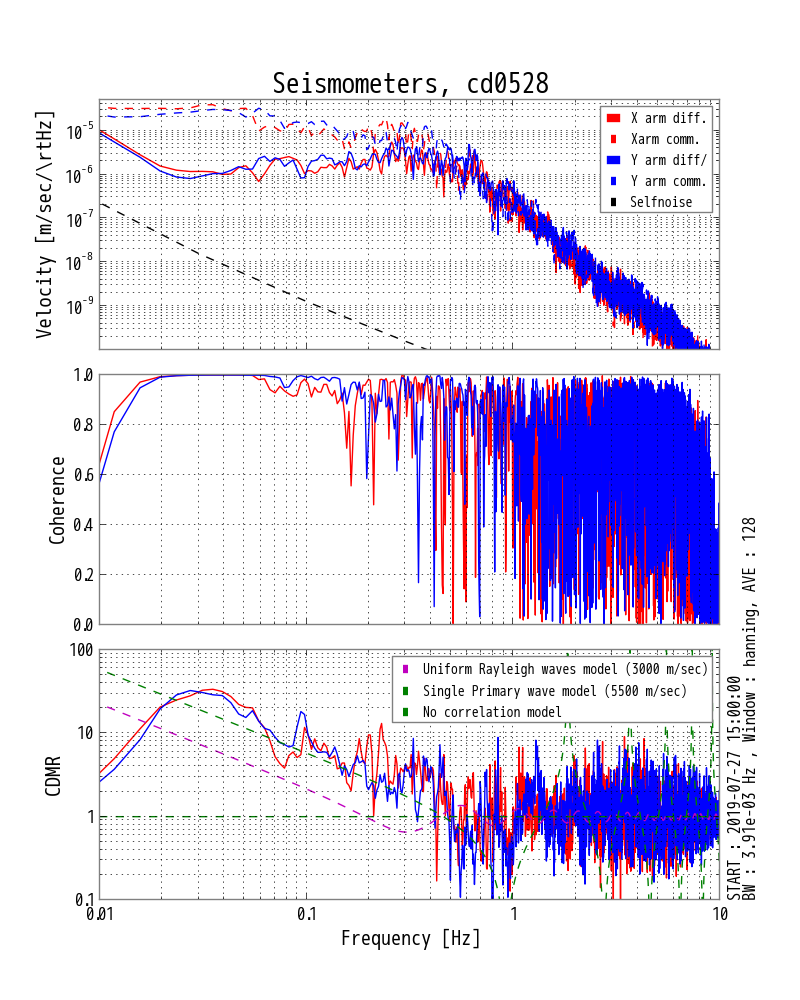 Seismometers, cd0528
Velocity [m/sec/\rtHz]
10^-5
10^-6
10^-7
10^-8
10^-9
X arm diff.
Xarm comm.
Y arm diff/
Y arm comm.
Selfnoise
Coherence
1.0
0.8
0.6
0.4
0.2
0.0
CDMR
100
10
1
0.1
Uniform Rayleigh waves model (3000 m/sec)
Single Primary wave model (5500 m/sec)
No correlation model
0.01
0.1
1
10
Frequency [Hz]
START : 2019-07-27 15:00:00
BW : 3.91e-03 Hz , Window : hanning, AVE : 128